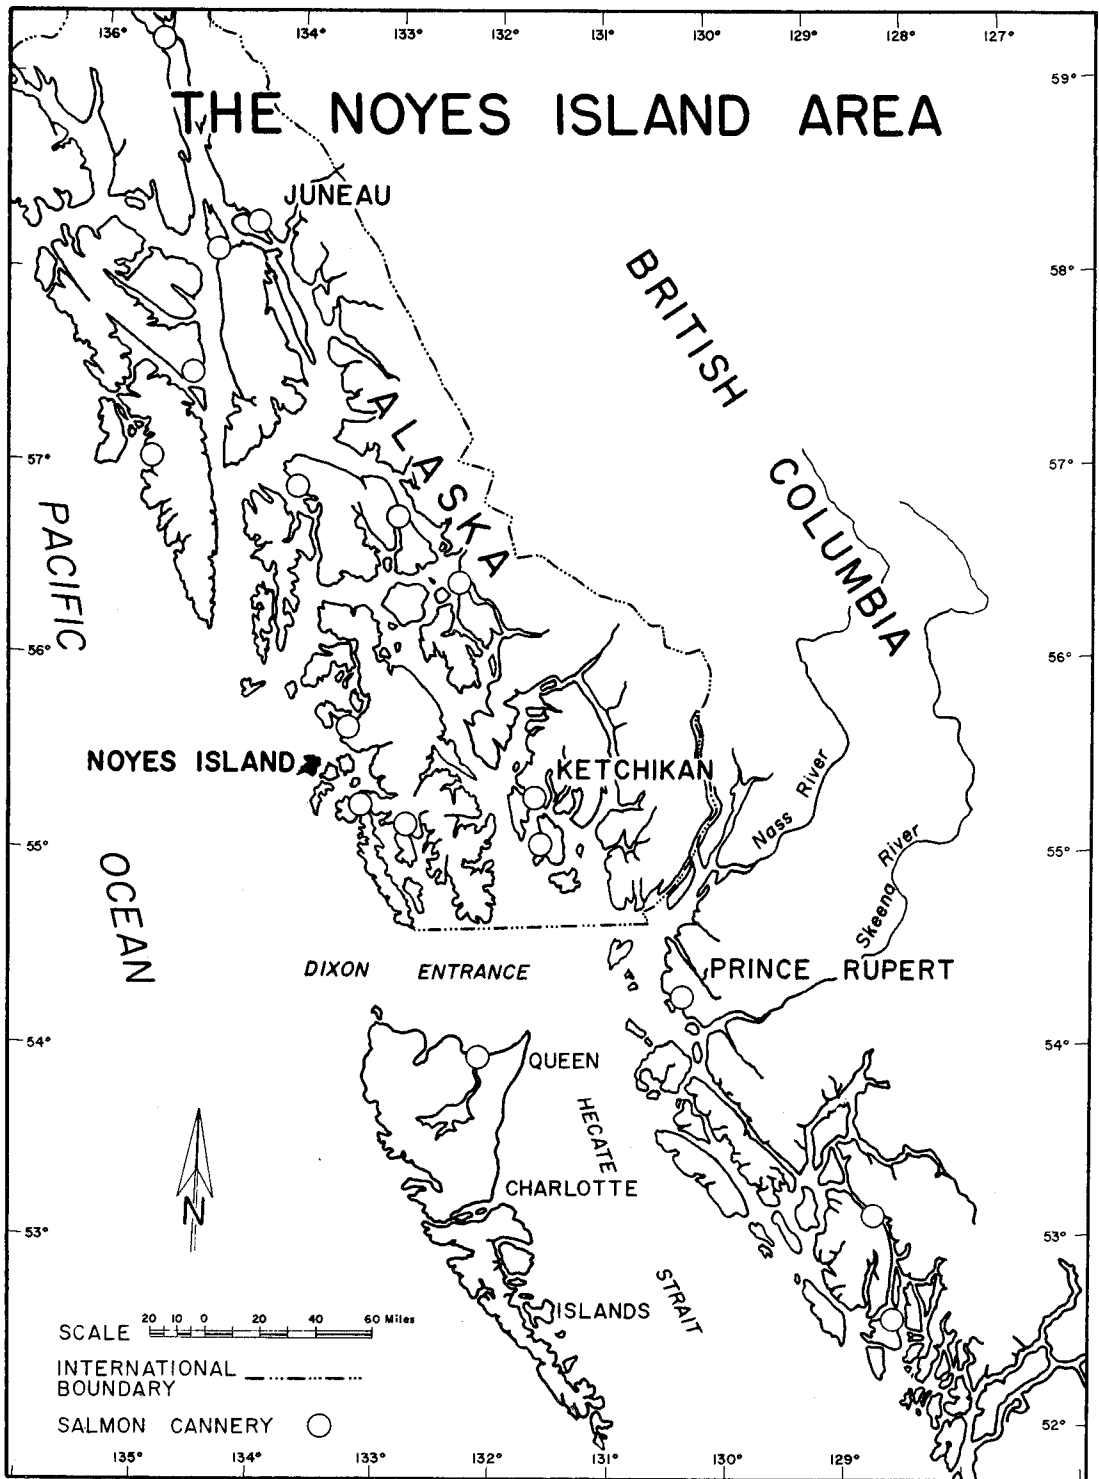 136° 134° 133° 132° 131° 130° 129° 128° 127°
59°
THE NOYES ISLAND AREA
JUNEAU
BRITISH
58°
ALASKA
57°
57°
COLUMBIA
PACIFIC
56°
56°
NOYES ISLAND
KETCHIKAN
Nass River
Skeena River
55°
55°
OCEAN
DIXON ENTRANCE
PRINCE RUPERT
54°
54°
QUEEN
HECATE
N
CHARLOTTE
53°
53°
STRAIT
ISLANDS
SCALE 20 10 0 20 40 60 Miles
INTERNATIONAL
BOUNDARY
SALMON CANNERY
52°
135° 134° 133° 132° 131° 130° 129°